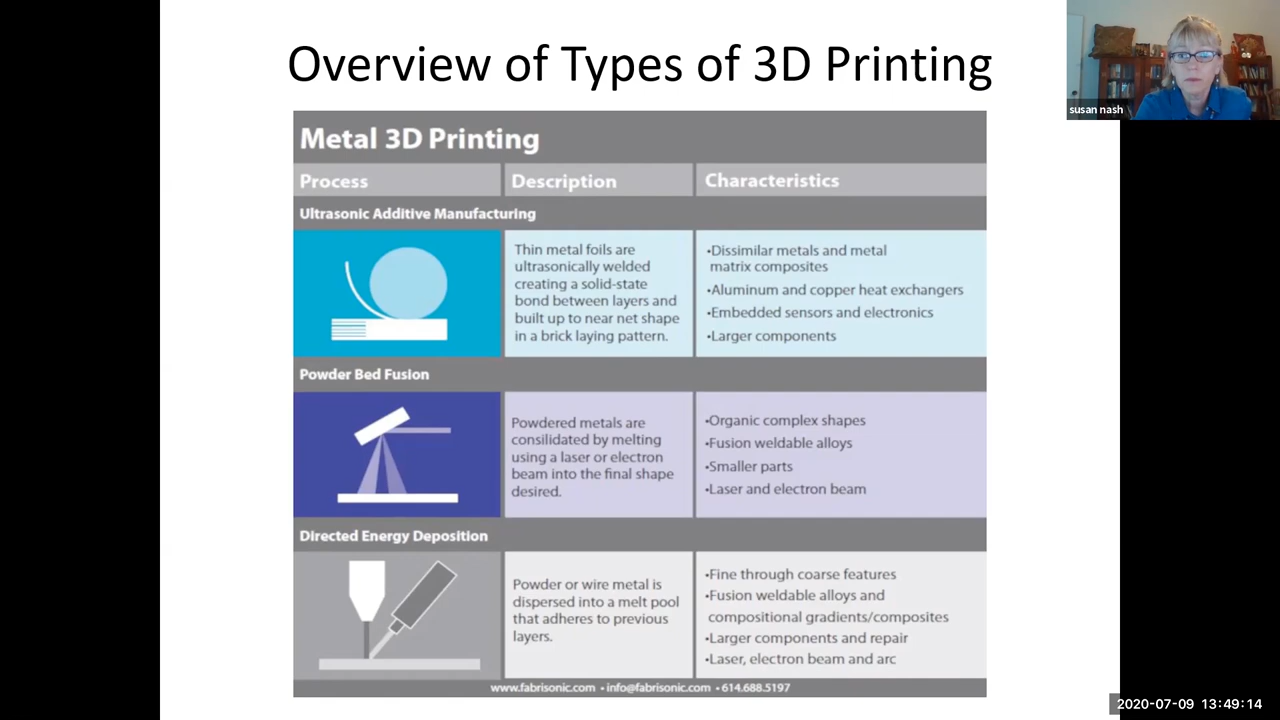 Overview of Types of 3D Printing
susan nash
Metal 3D Printing
Process
Description
Characteristics
Ultrasonic Additive Manufacturing
Thin metal foils are
ultrasonically welded
creating a solid-state
bond between layers and
built up to near net shape
in a brick laying pattern.
•Dissimilar metals and metal
matrix composites
•Aluminum and copper heat exchangers
•Embedded sensors and electronics
•Larger components
Powder Bed Fusion
Powdered metals are
consilidated by melting
using a laser or electron
beam into the final shape
desired.
•Organic complex shapes
•Fusion weldable alloys
•Smaller parts
•Laser and electron beam
Directed Energy Deposition
Powder or wire metal is
dispersed into a melt pool
that adheres to previous
layers.
•Fine through coarse features
•Fusion weldable alloys and
compositional gradients/composites
•Larger components and repair
•Laser, electron beam and arc
www.fabrisonic.com • info@fabrisonic.com • 614.688.5197
2020-07-09 13:49:14